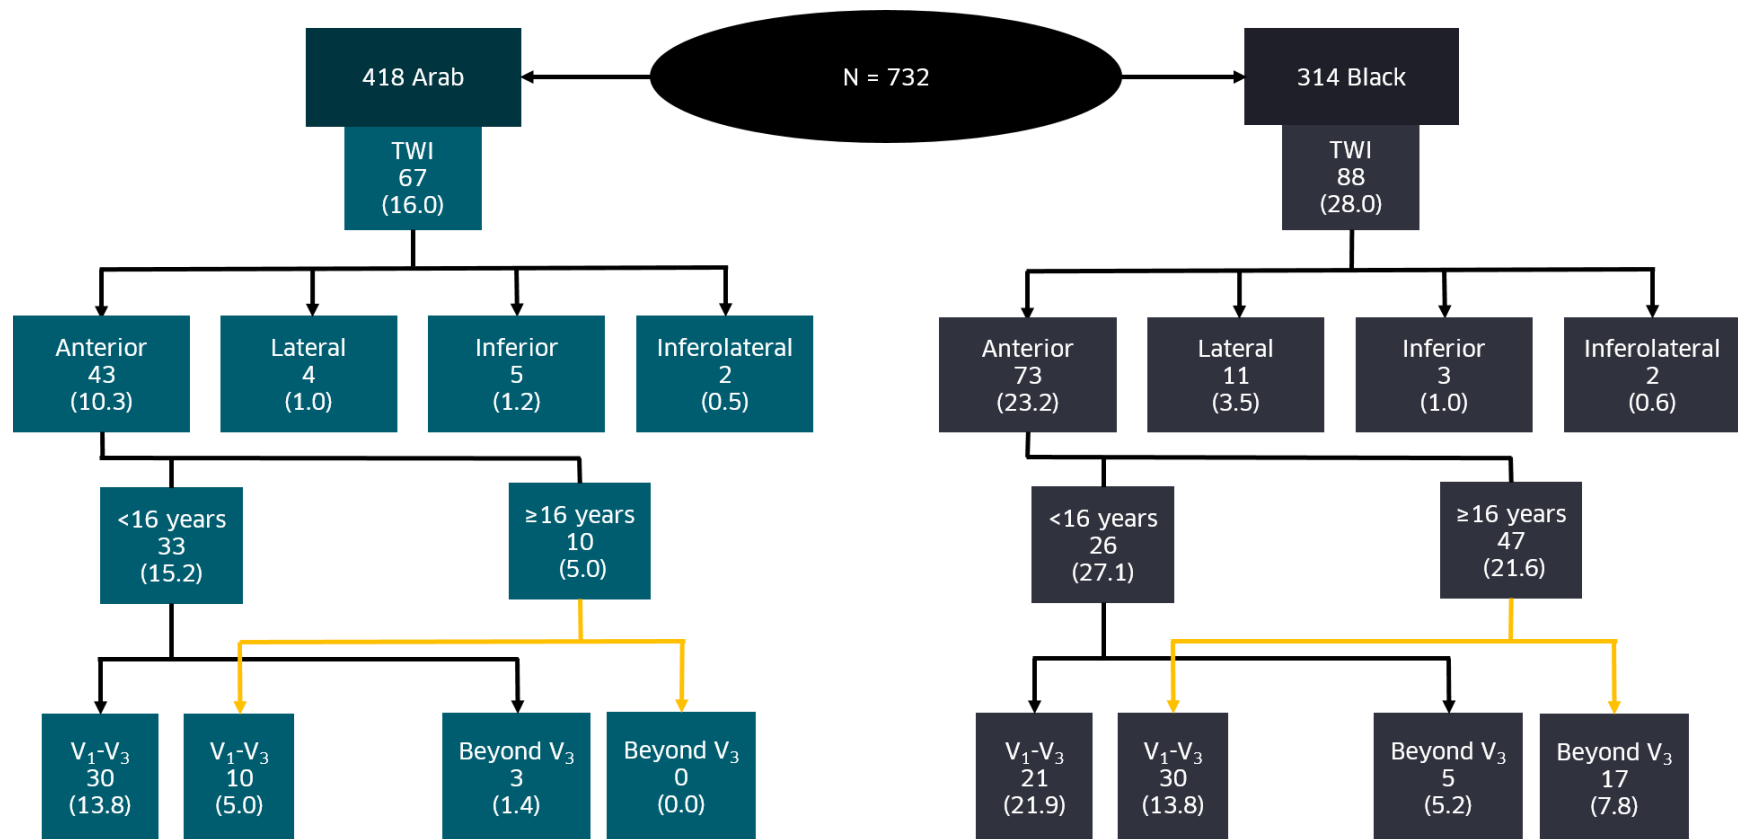 N = 732
418 Arab
TWI
67
(16.0)
Anterior
43
(10.3)
Lateral
4
(1.0)
Inferior
5
(1.2)
Inferolateral
2
(0.5)
<16 years
33
(15.2)
≥16 years
10
(5.0)
V₁-V₃
30
(13.8)
V₁-V₃
10
(5.0)
Beyond V₃
3
(1.4)
Beyond V₃
0
(0.0)
314 Black
TWI
88
(28.0)
Anterior
73
(23.2)
Lateral
11
(3.5)
Inferior
3
(1.0)
Inferolateral
2
(0.6)
<16 years
26
(27.1)
≥16 years
47
(21.6)
V₁-V₃
21
(21.9)
V₁-V₃
30
(13.8)
Beyond V₃
5
(5.2)
Beyond V₃
17
(7.8)